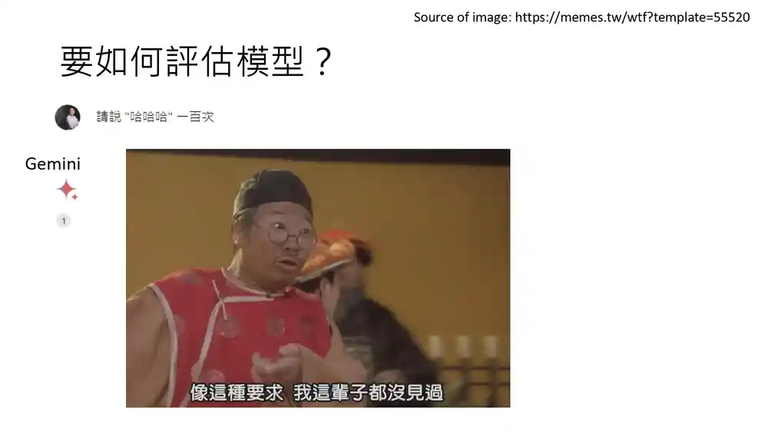 Source of image: https://memes.tw/wtf?template=55520
要如何評估模型？
請說 "哈哈哈" 一百次
Gemini
1
像這種要求 我這輩子都沒見過